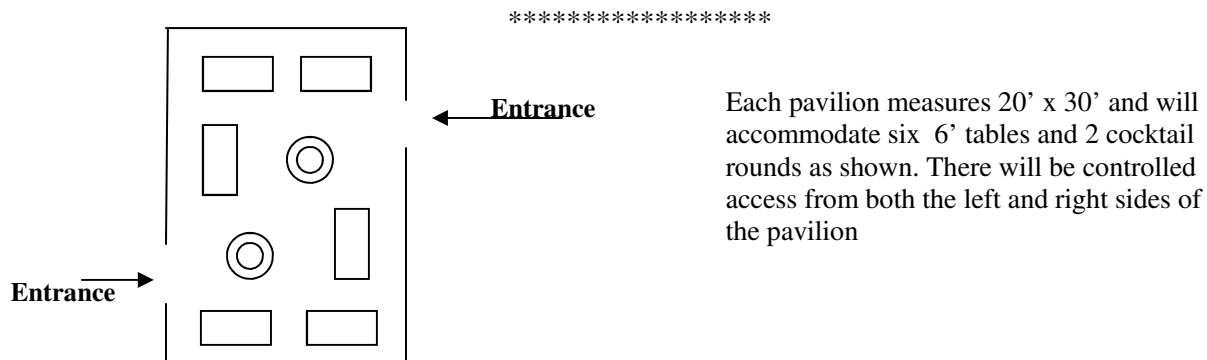 ******************
Entrance
Each pavilion measures 20’ x 30’ and will
accommodate six  6’ tables and 2 cocktail
rounds as shown. There will be controlled
access from both the left and right sides of
the pavilion
Entrance